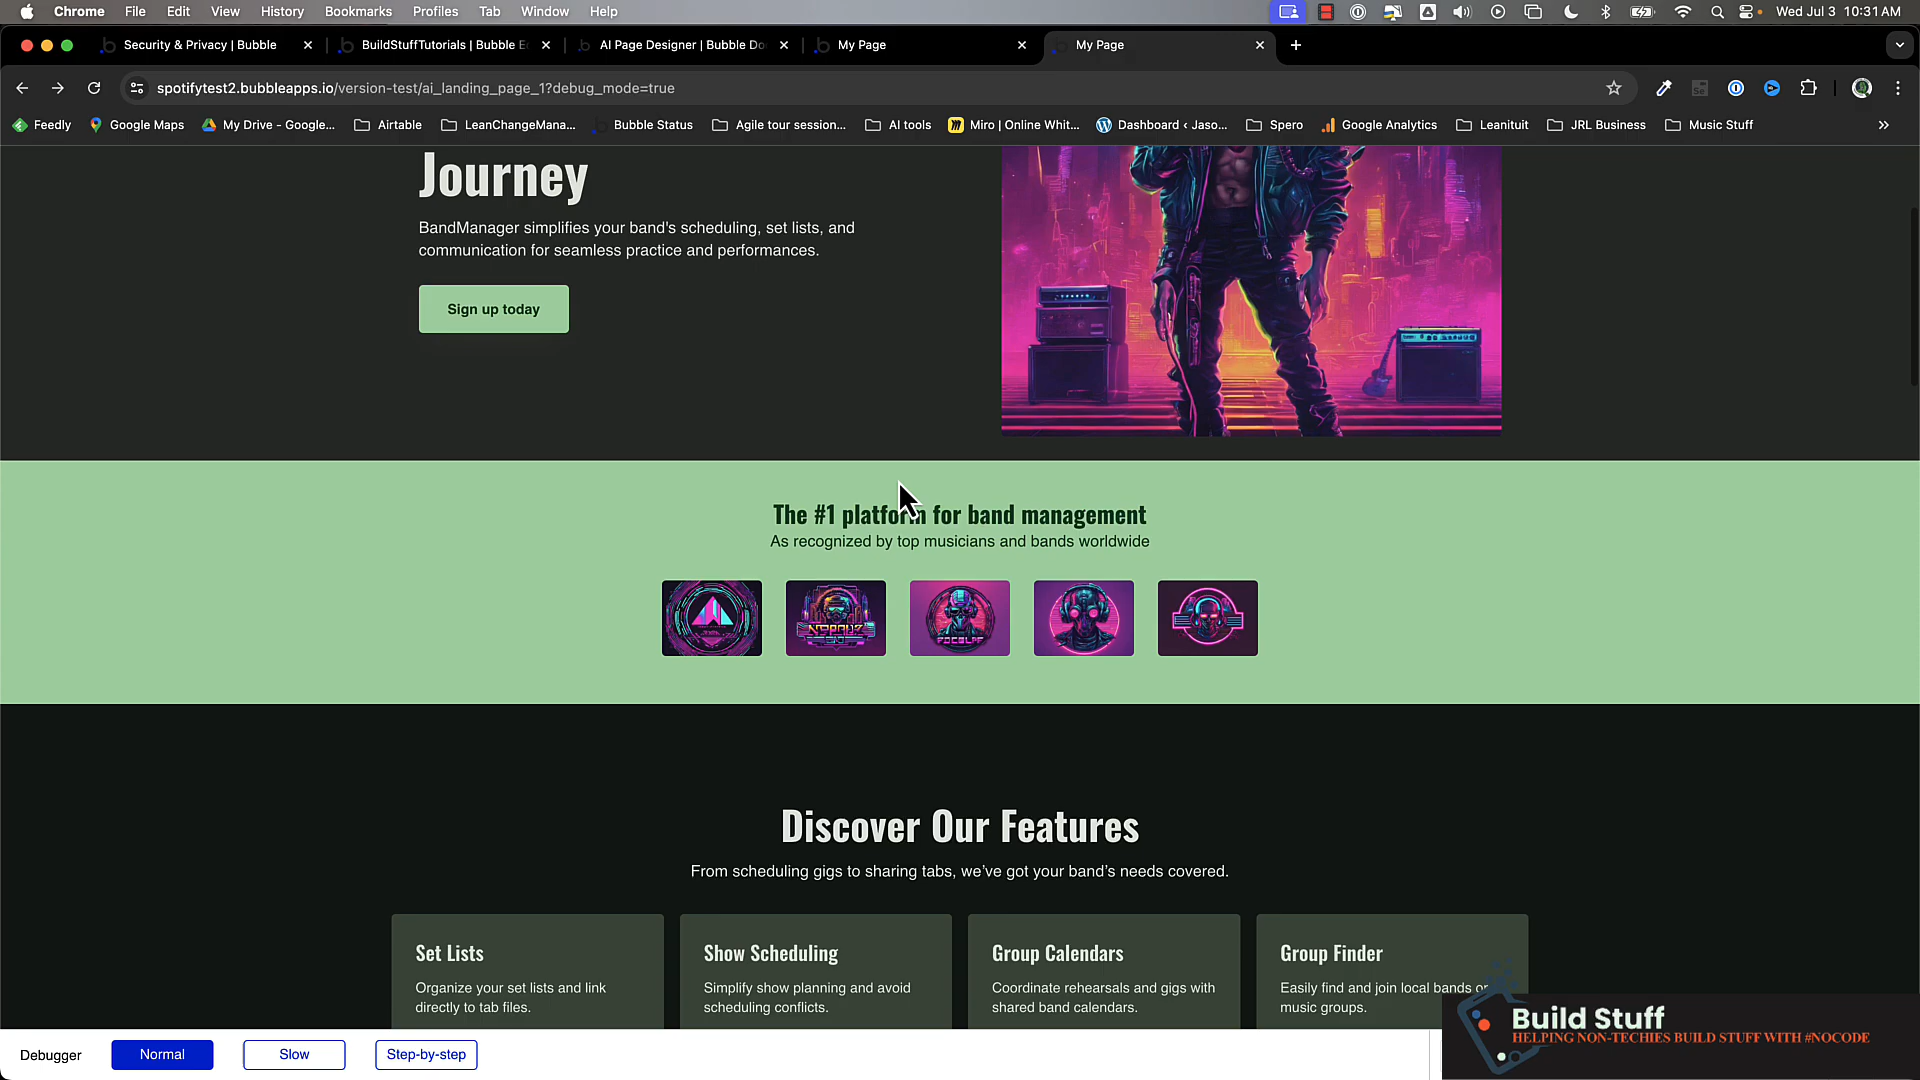 Chrome File Edit View History Bookmarks Profiles Tab Window Help Wed Jul 3 10:31 AM
Security & Privacy | Bubble
BuildStuffTutorials | Bubble E
AI Page Designer | Bubble Do
My Page
My Page
spotifytest2.bubbleapps.io/version-test/ai_landing_page_1?debug_mode=true
Feedly
Google Maps
My Drive - Google...
Airtable
LeanChangeMana...
Bubble Status
Agile tour session...
AI tools
Miro | Online Whit...
Dashboard ‹ Jaso...
Spero
Google Analytics
Leanituit
JRL Business
Music Stuff
Journey
BandManager simplifies your band's scheduling, set lists, and
communication for seamless practice and performances.
Sign up today
The #1 platform for band management
As recognized by top musicians and bands worldwide
Discover Our Features
From scheduling gigs to sharing tabs, we've got your band's needs covered.
Set Lists
Organize your set lists and link
directly to tab files.
Show Scheduling
Simplify show planning and avoid
scheduling conflicts.
Group Calendars
Coordinate rehearsals and gigs with
shared band calendars.
Group Finder
Easily find and join local bands or
music groups.
Build Stuff
HELPING NON-TECHIES BUILD STUFF WITH #NOCODE
Debugger Normal Slow Step-by-step